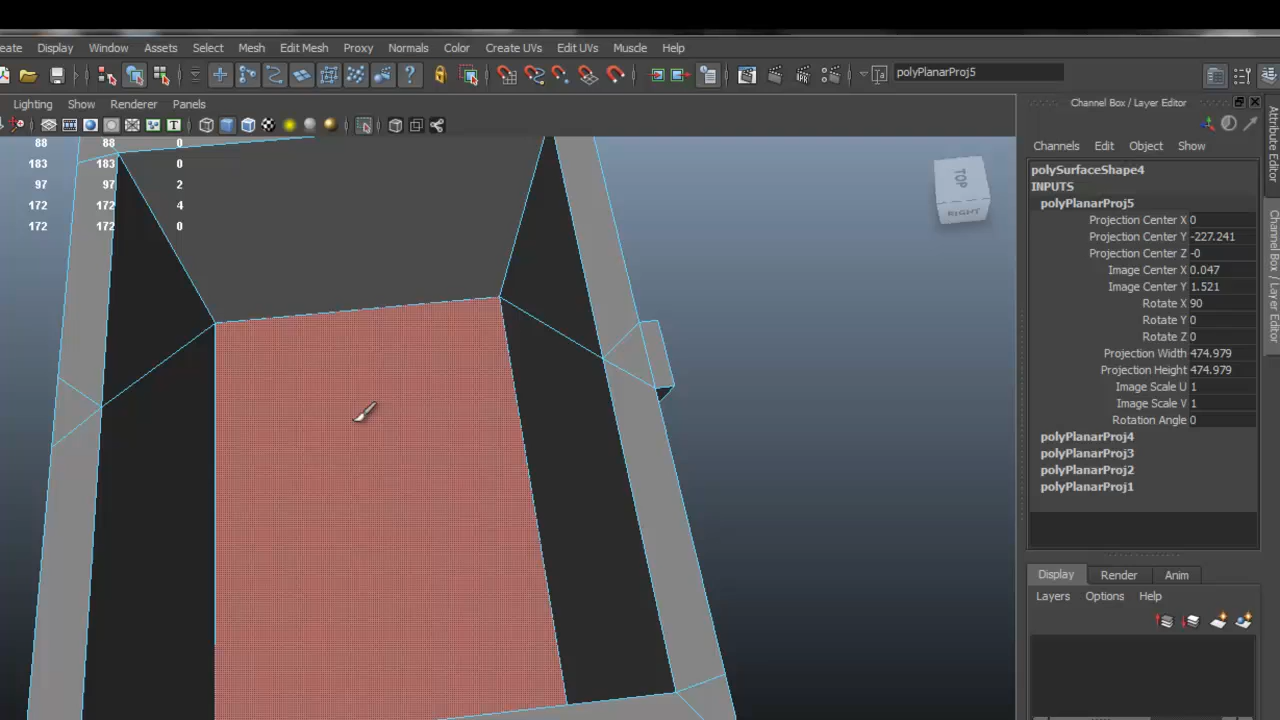 eate Display Window Assets Select Mesh Edit Mesh Proxy Normals Color Create UVs Edit UVs Muscle Help
polyPlanarProj5
Lighting Show Renderer Panels
88 88 0
183 183 0
97 97 2
172 172 4
172 172 0
TOP
RIGHT
Channel Box / Layer Editor
Channels Edit Object Show
polySurfaceShape4
INPUTS
polyPlanarProj5
Projection Center X 0
Projection Center Y -227.241
Projection Center Z -0
Image Center X 0.047
Image Center Y 1.521
Rotate X 90
Rotate Y 0
Rotate Z 0
Projection Width 474.979
Projection Height 474.979
Image Scale U 1
Image Scale V 1
Rotation Angle 0
polyPlanarProj4
polyPlanarProj3
polyPlanarProj2
polyPlanarProj1
Display Render Anim
Layers Options Help
Attribute Editor
Channel Box / Layer Editor